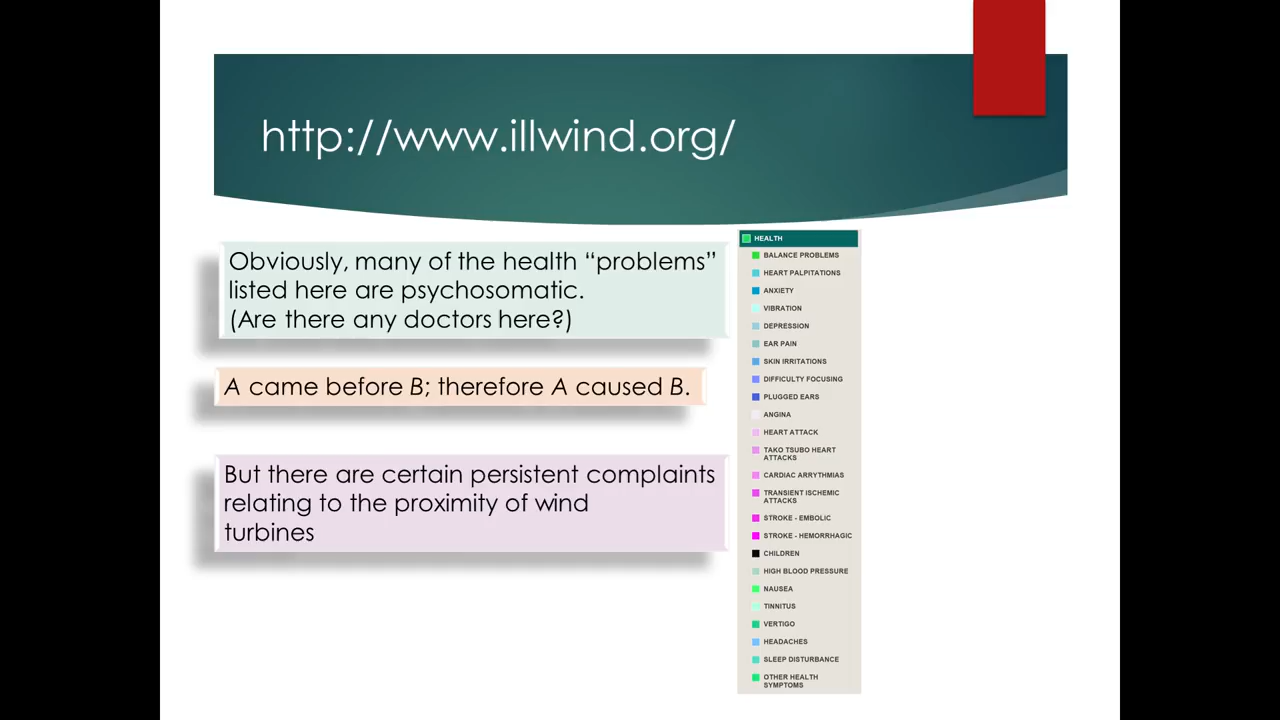 http://www.illwind.org/
Obviously, many of the health “problems”
listed here are psychosomatic.
(Are there any doctors here?)
A came before B; therefore A caused B.
But there are certain persistent complaints
relating to the proximity of wind
turbines
HEALTH
BALANCE PROBLEMS
HEART PALPITATIONS
ANXIETY
VIBRATION
DEPRESSION
EAR PAIN
SKIN IRRITATIONS
DIFFICULTY FOCUSING
PLUGGED EARS
ANGINA
HEART ATTACK
TAKO TSUBO HEART
ATTACKS
CARDIAC ARRYTHMIAS
TRANSIENT ISCHEMIC
ATTACKS
STROKE - EMBOLIC
STROKE - HEMORRHAGIC
CHILDREN
HIGH BLOOD PRESSURE
NAUSEA
TINNITUS
VERTIGO
HEADACHES
SLEEP DISTURBANCE
OTHER HEALTH
SYMPTOMS